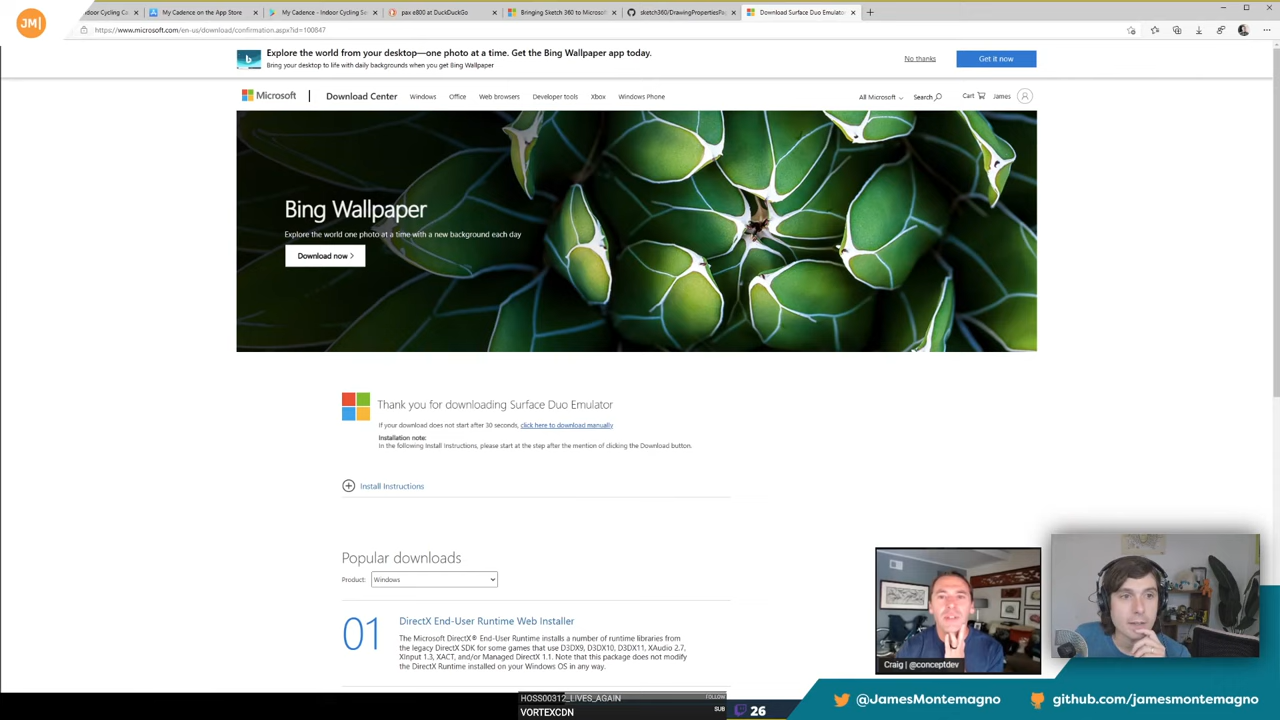 JM|
Indoor Cycling Ca
My Cadence on the App Store
My Cadence - Indoor Cycling Se
pax e800 at DuckDuckGo
Bringing Sketch 360 to Microsof
sketch360/DrawingPropertiesPa
Download Surface Duo Emulato
https://www.microsoft.com/en-us/download/confirmation.aspx?id=100847
b
Explore the world from your desktop—one photo at a time. Get the Bing Wallpaper app today.
Bring your desktop to life with daily backgrounds when you get Bing Wallpaper
No thanks
Get it now
Microsoft
Download Center
Windows
Office
Web browsers
Developer tools
Xbox
Windows Phone
All Microsoft
Search
Cart
James
Bing Wallpaper
Explore the world one photo at a time with a new background each day
Download now >
Thank you for downloading Surface Duo Emulator
If your download does not start after 30 seconds, click here to download manually
Installation note:
In the following Install Instructions, please start at the step after the mention of clicking the Download button.
Install Instructions
Popular downloads
Product:
Windows
01
DirectX End-User Runtime Web Installer
The Microsoft DirectX® End-User Runtime installs a number of runtime libraries from
the legacy DirectX SDK for some games that use D3DX9, D3DX10, D3DX11, XAudio 2.7,
XInput 1.3, XACT, and/or Managed DirectX 1.1. Note that this package does not modify
the DirectX Runtime installed on your Windows OS in any way.
Craig | @conceptdev
HOSS00312_LIVES_AGAIN
FOLLOW
VORTEXCDN
SUB
26
@JamesMontemagno
github.com/jamesmontemagno